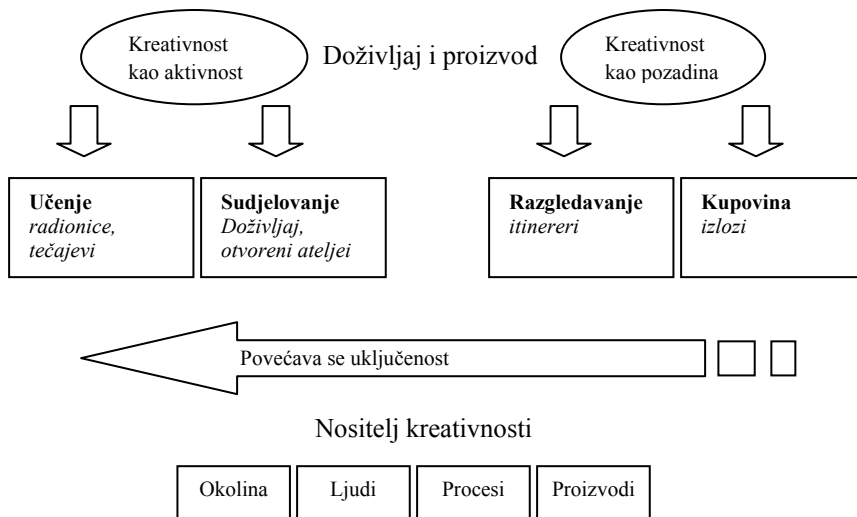 Kreativnost
kao aktivnost
Doživljaj i proizvod
Kreativnost
kao pozadina
Učenje
radionice,
tečajevi
Sudjelovanje
Doživljaj,
otvoreni ateljei
Razgledavanje
itinereri
Kupovina
izlozi
Povećava se uključenost
Nositelj kreativnosti
Okolina
Ljudi
Procesi
Proizvodi